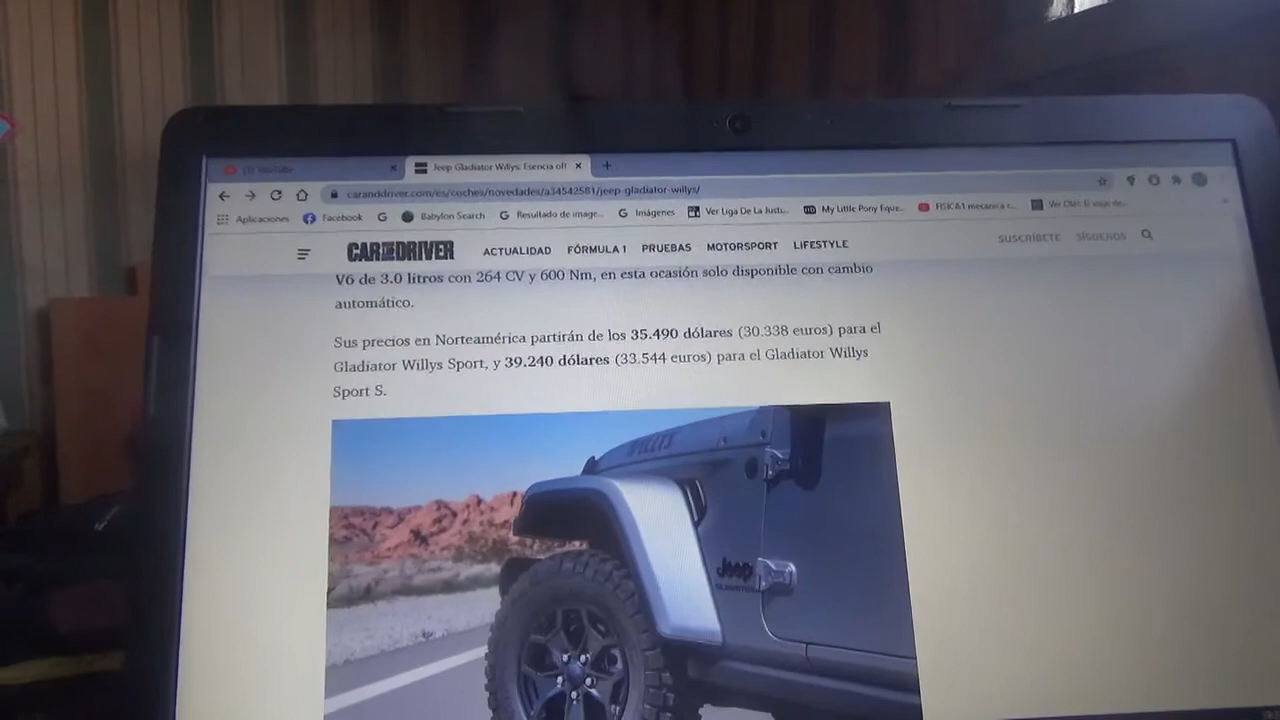 YouTube
Jeep Gladiator Willys: Esencia off
caranddriver.com/es/coches/novedades/a34542581/jeep-gladiator-willys/
Aplicaciones Facebook Babylon Search Resultado de image... Imágenes Ver Liga De La Justi... My Little Pony Eque... FISICA1 mecanica c...
CAR AND DRIVER ACTUALIDAD FÓRMULA 1 PRUEBAS MOTORSPORT LIFESTYLE SUSCRÍBETE SÍGUENOS
V6 de 3.0 litros con 264 CV y 600 Nm, en esta ocasión solo disponible con cambio
automático.
Sus precios en Norteamérica partirán de los 35.490 dólares (30.338 euros) para el
Gladiator Willys Sport, y 39.240 dólares (33.544 euros) para el Gladiator Willys
Sport S.
WILLYS
Jeep
GLADIATOR